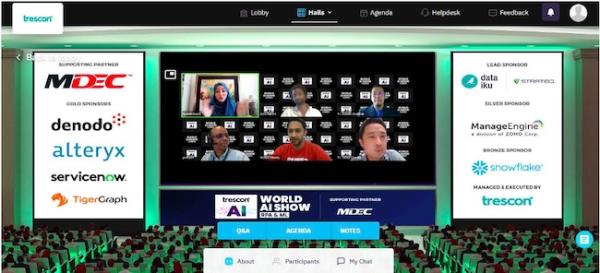 trescon
Lobby
Halls
Agenda
Helpdesk
Feedback
SUPPORTING PARTNER
MDEC
GOLD SPONSORS
denodo
alteryx
servicenow
TigerGraph
LEAD SPONSOR
data
iku
STRATEQ
SILVER SPONSOR
ManageEngine
a division of ZOHO Corp.
BRONZE SPONSOR
snowflake
MANAGED & EXECUTED BY
trescon
trescon
AI
WORLD
AI SHOW
RPA & ML
SUPPORTING PARTNER
MDEC
Q&A
AGENDA
NOTES
About
Participants
My Chat